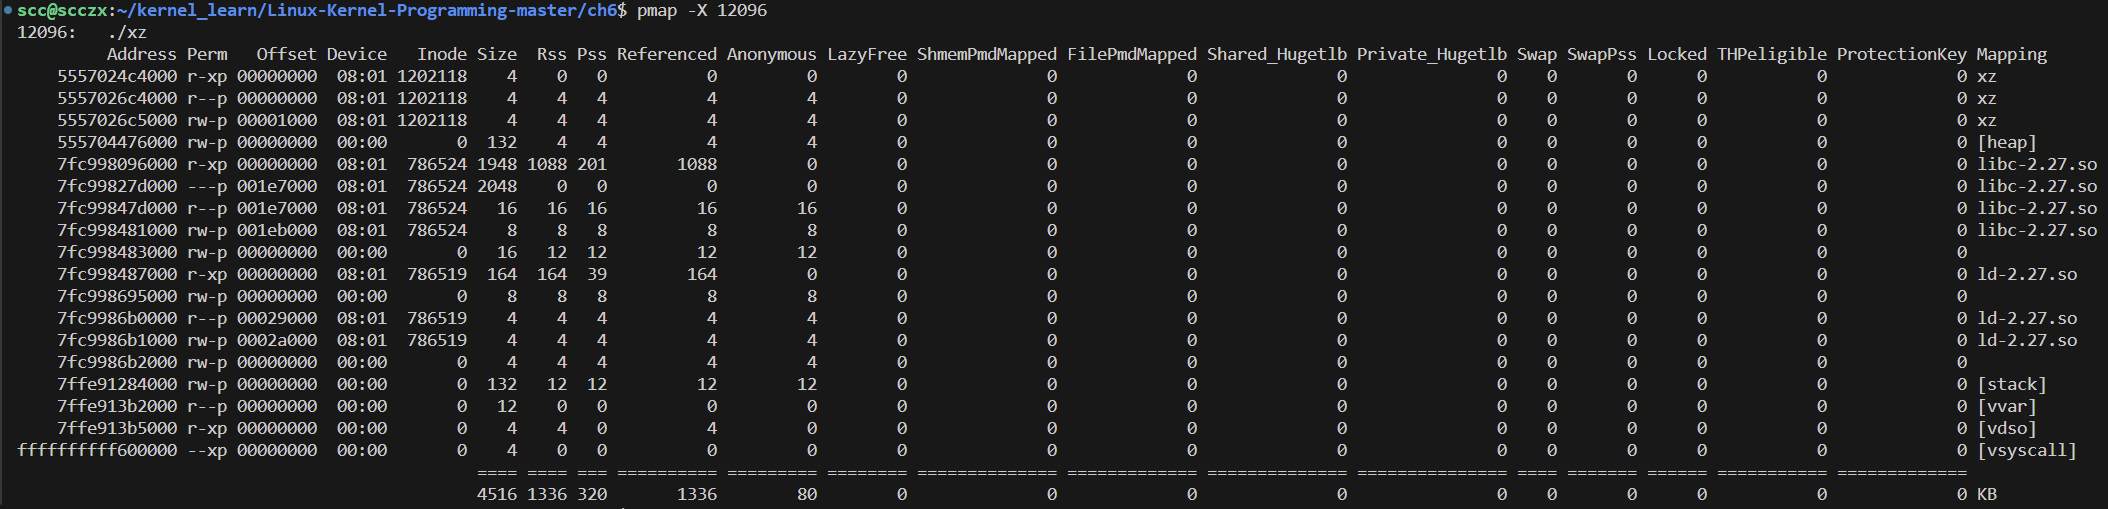 scc@scczx:~/kernel_learn/Linux-Kernel-Programming-master/ch6$ pmap -X 12096
12096:   ./xz
         Address Perm   Offset Device   Inode Size   Rss Pss Referenced Anonymous LazyFree ShmemPmdMapped FilePmdMapped Shared_Hugetlb Private_Hugetlb Swap SwapPss Locked THPeligible ProtectionKey Mapping
    5557024c4000 r-xp 00000000  08:01 1202118    4     0   0          0         0        0              0             0              0               0    0       0      0           0             0 xz
    5557026c4000 r--p 00000000  08:01 1202118    4     4   4          4         4        0              0             0              0               0    0       0      0           0             0 xz
    5557026c5000 rw-p 00001000  08:01 1202118    4     4   4          4         4        0              0             0              0               0    0       0      0           0             0 xz
    555704476000 rw-p 00000000  00:00       0  132     4   4          4         4        0              0             0              0               0    0       0      0           0             0 [heap]
    7fc998096000 r-xp 00000000  08:01  786524 1948  1088 201       1088         0        0              0             0              0               0    0       0      0           0             0 libc-2.27.so
    7fc99827d000 ---p 001e7000  08:01  786524 2048     0   0          0         0        0              0             0              0               0    0       0      0           0             0 libc-2.27.so
    7fc99847d000 r--p 001e7000  08:01  786524   16    16  16         16        16        0              0             0              0               0    0       0      0           0             0 libc-2.27.so
    7fc998481000 rw-p 001eb000  08:01  786524    8     8   8          8         8        0              0             0              0               0    0       0      0           0             0 libc-2.27.so
    7fc998483000 rw-p 00000000  00:00       0   16    12  12         12        12        0              0             0              0               0    0       0      0           0             0
    7fc998487000 r-xp 00000000  08:01  786519  164   164  39        164         0        0              0             0              0               0    0       0      0           0             0 ld-2.27.so
    7fc998695000 rw-p 00000000  00:00       0    8     8   8          8         8        0              0             0              0               0    0       0      0           0             0
    7fc9986b0000 r--p 00029000  08:01  786519    4     4   4          4         4        0              0             0              0               0    0       0      0           0             0 ld-2.27.so
    7fc9986b1000 rw-p 0002a000  08:01  786519    4     4   4          4         4        0              0             0              0               0    0       0      0           0             0 ld-2.27.so
    7fc9986b2000 rw-p 00000000  00:00       0    4     4   4          4         4        0              0             0              0               0    0       0      0           0             0
    7ffe91284000 rw-p 00000000  00:00       0  132    12  12         12        12        0              0             0              0               0    0       0      0           0             0 [stack]
    7ffe913b2000 r--p 00000000  00:00       0   12     0   0          0         0        0              0             0              0               0    0       0      0           0             0 [vvar]
    7ffe913b5000 r-xp 00000000  00:00       0    4     4   0          4         0        0              0             0              0               0    0       0      0           0             0 [vdso]
ffffffffff600000 --xp 00000000  00:00       0    4     0   0          0         0        0              0             0              0               0    0       0      0           0             0 [vsyscall]
                                              ==== ==== === ========== ========= ======== ============== ============= ============== =============== ==== ======= ====== =========== =============
                                              4516 1336 320       1336        80        0              0             0              0               0    0       0      0           0             0 KB